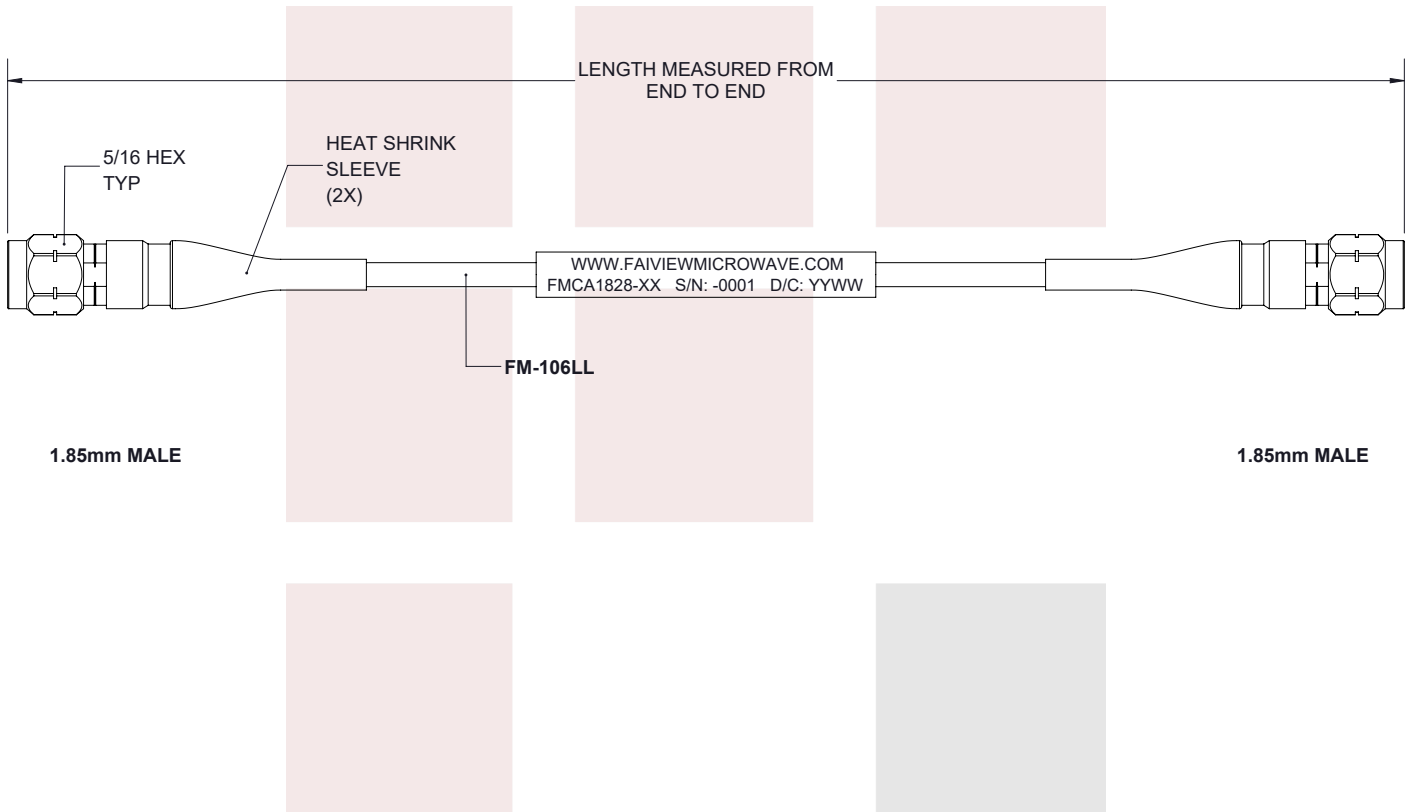 LENGTH MEASURED FROM
END TO END
5/16 HEX
TYP
HEAT SHRINK
SLEEVE
(2X)
WWW.FAIVIEWMICROWAVE.COM
FMCA1828-XX S/N: -0001 D/C: YYWW
FM-106LL
1.85mm MALE
1.85mm MALE